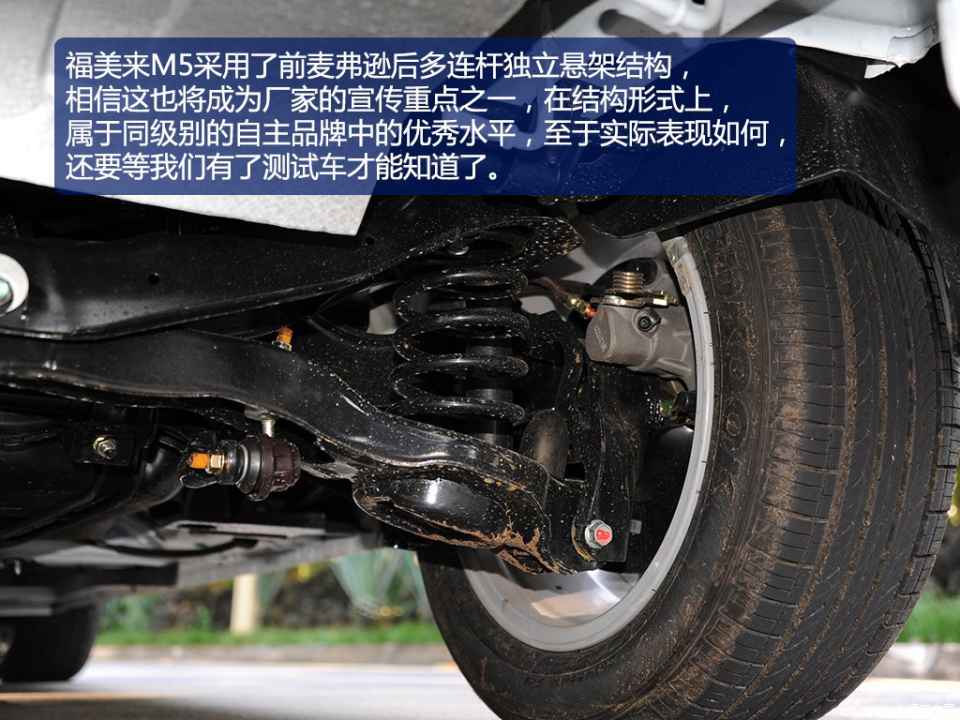 福美来M5采用了前麦弗逊后多连杆独立悬架结构，
相信这也将成为厂家的宣传重点之一，在结构形式上，
属于同级别的自主品牌中的优秀水平，至于实际表现如何，
还要等我们有了测试车才能知道了。